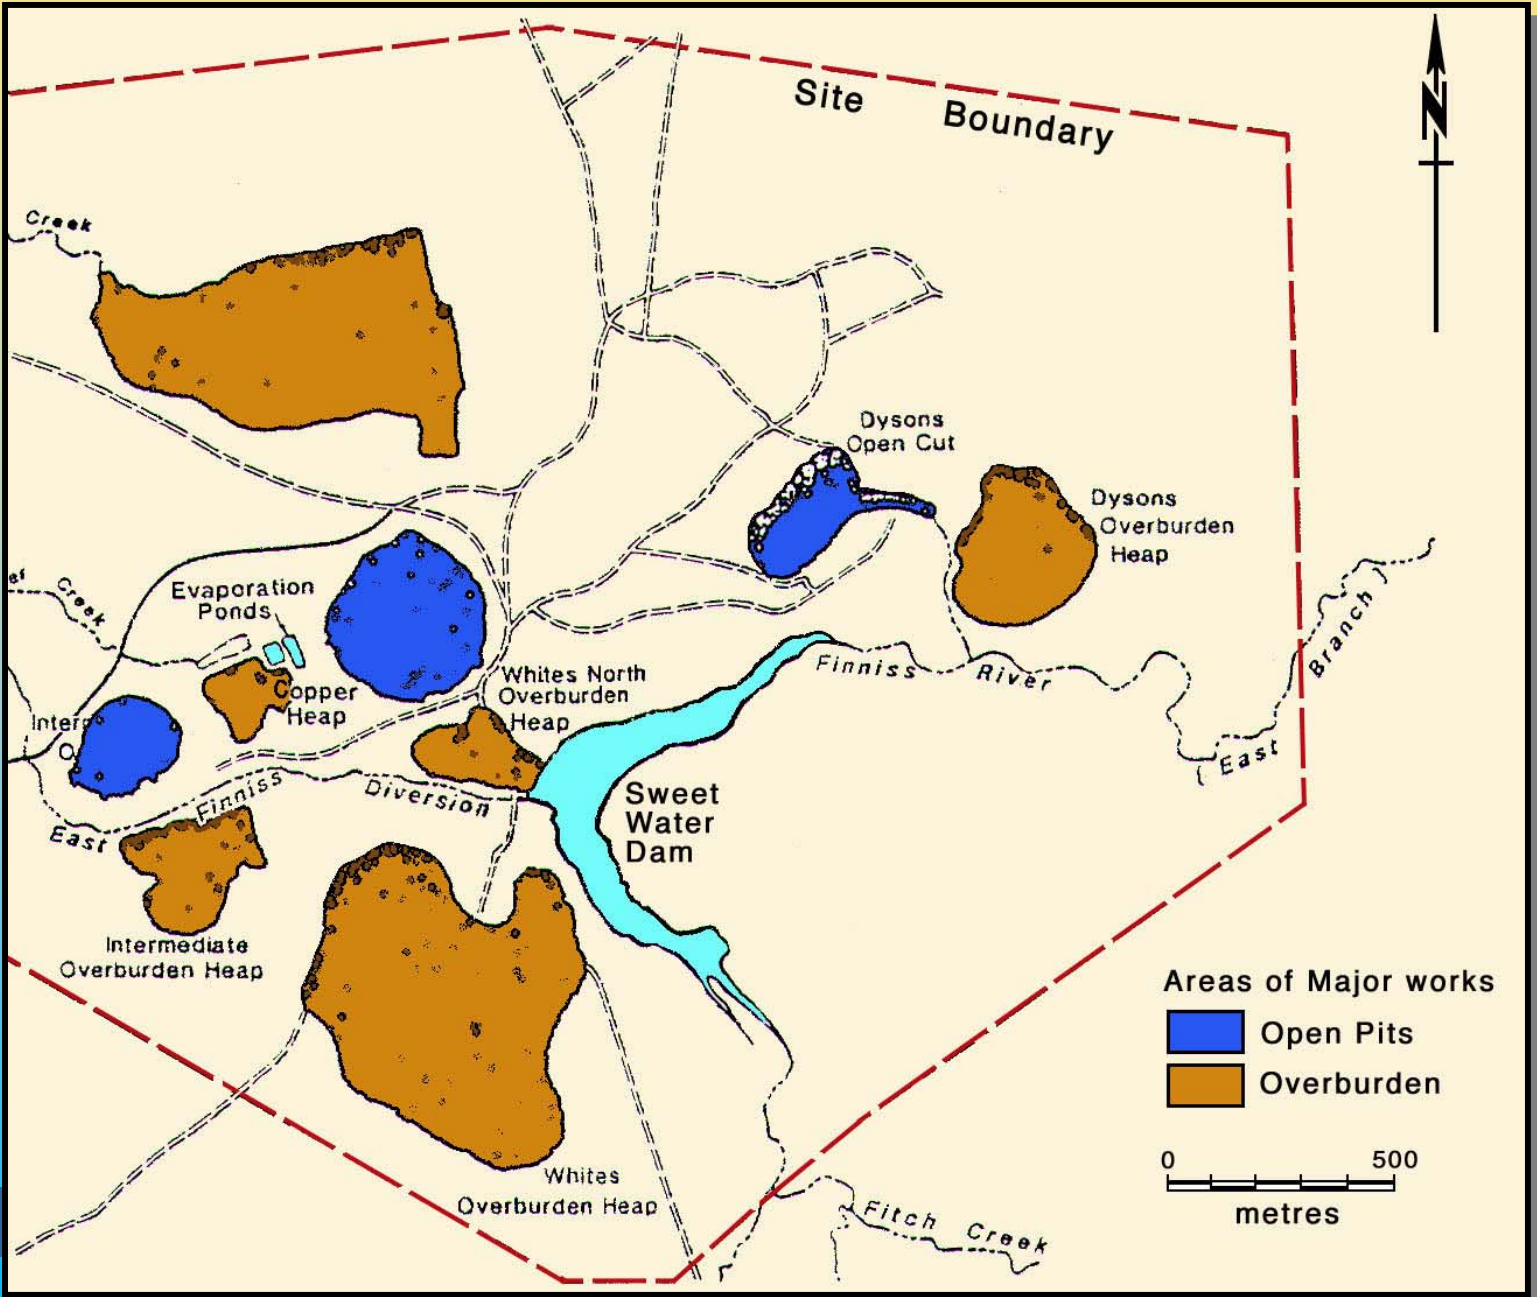 Site Boundary
N
Creek
Dysons
Open Cut
Dysons
Overburden
Heap
Creek
Evaporation
Ponds
Copper
Heap
Whites North
Overburden
Heap
Finniss River
East Branch
East Finniss Diversion
Sweet
Water
Dam
Intermediate
Overburden Heap
Whites
Overburden Heap
Fitch Creek
Areas of Major works
Open Pits
Overburden
0 500
metres